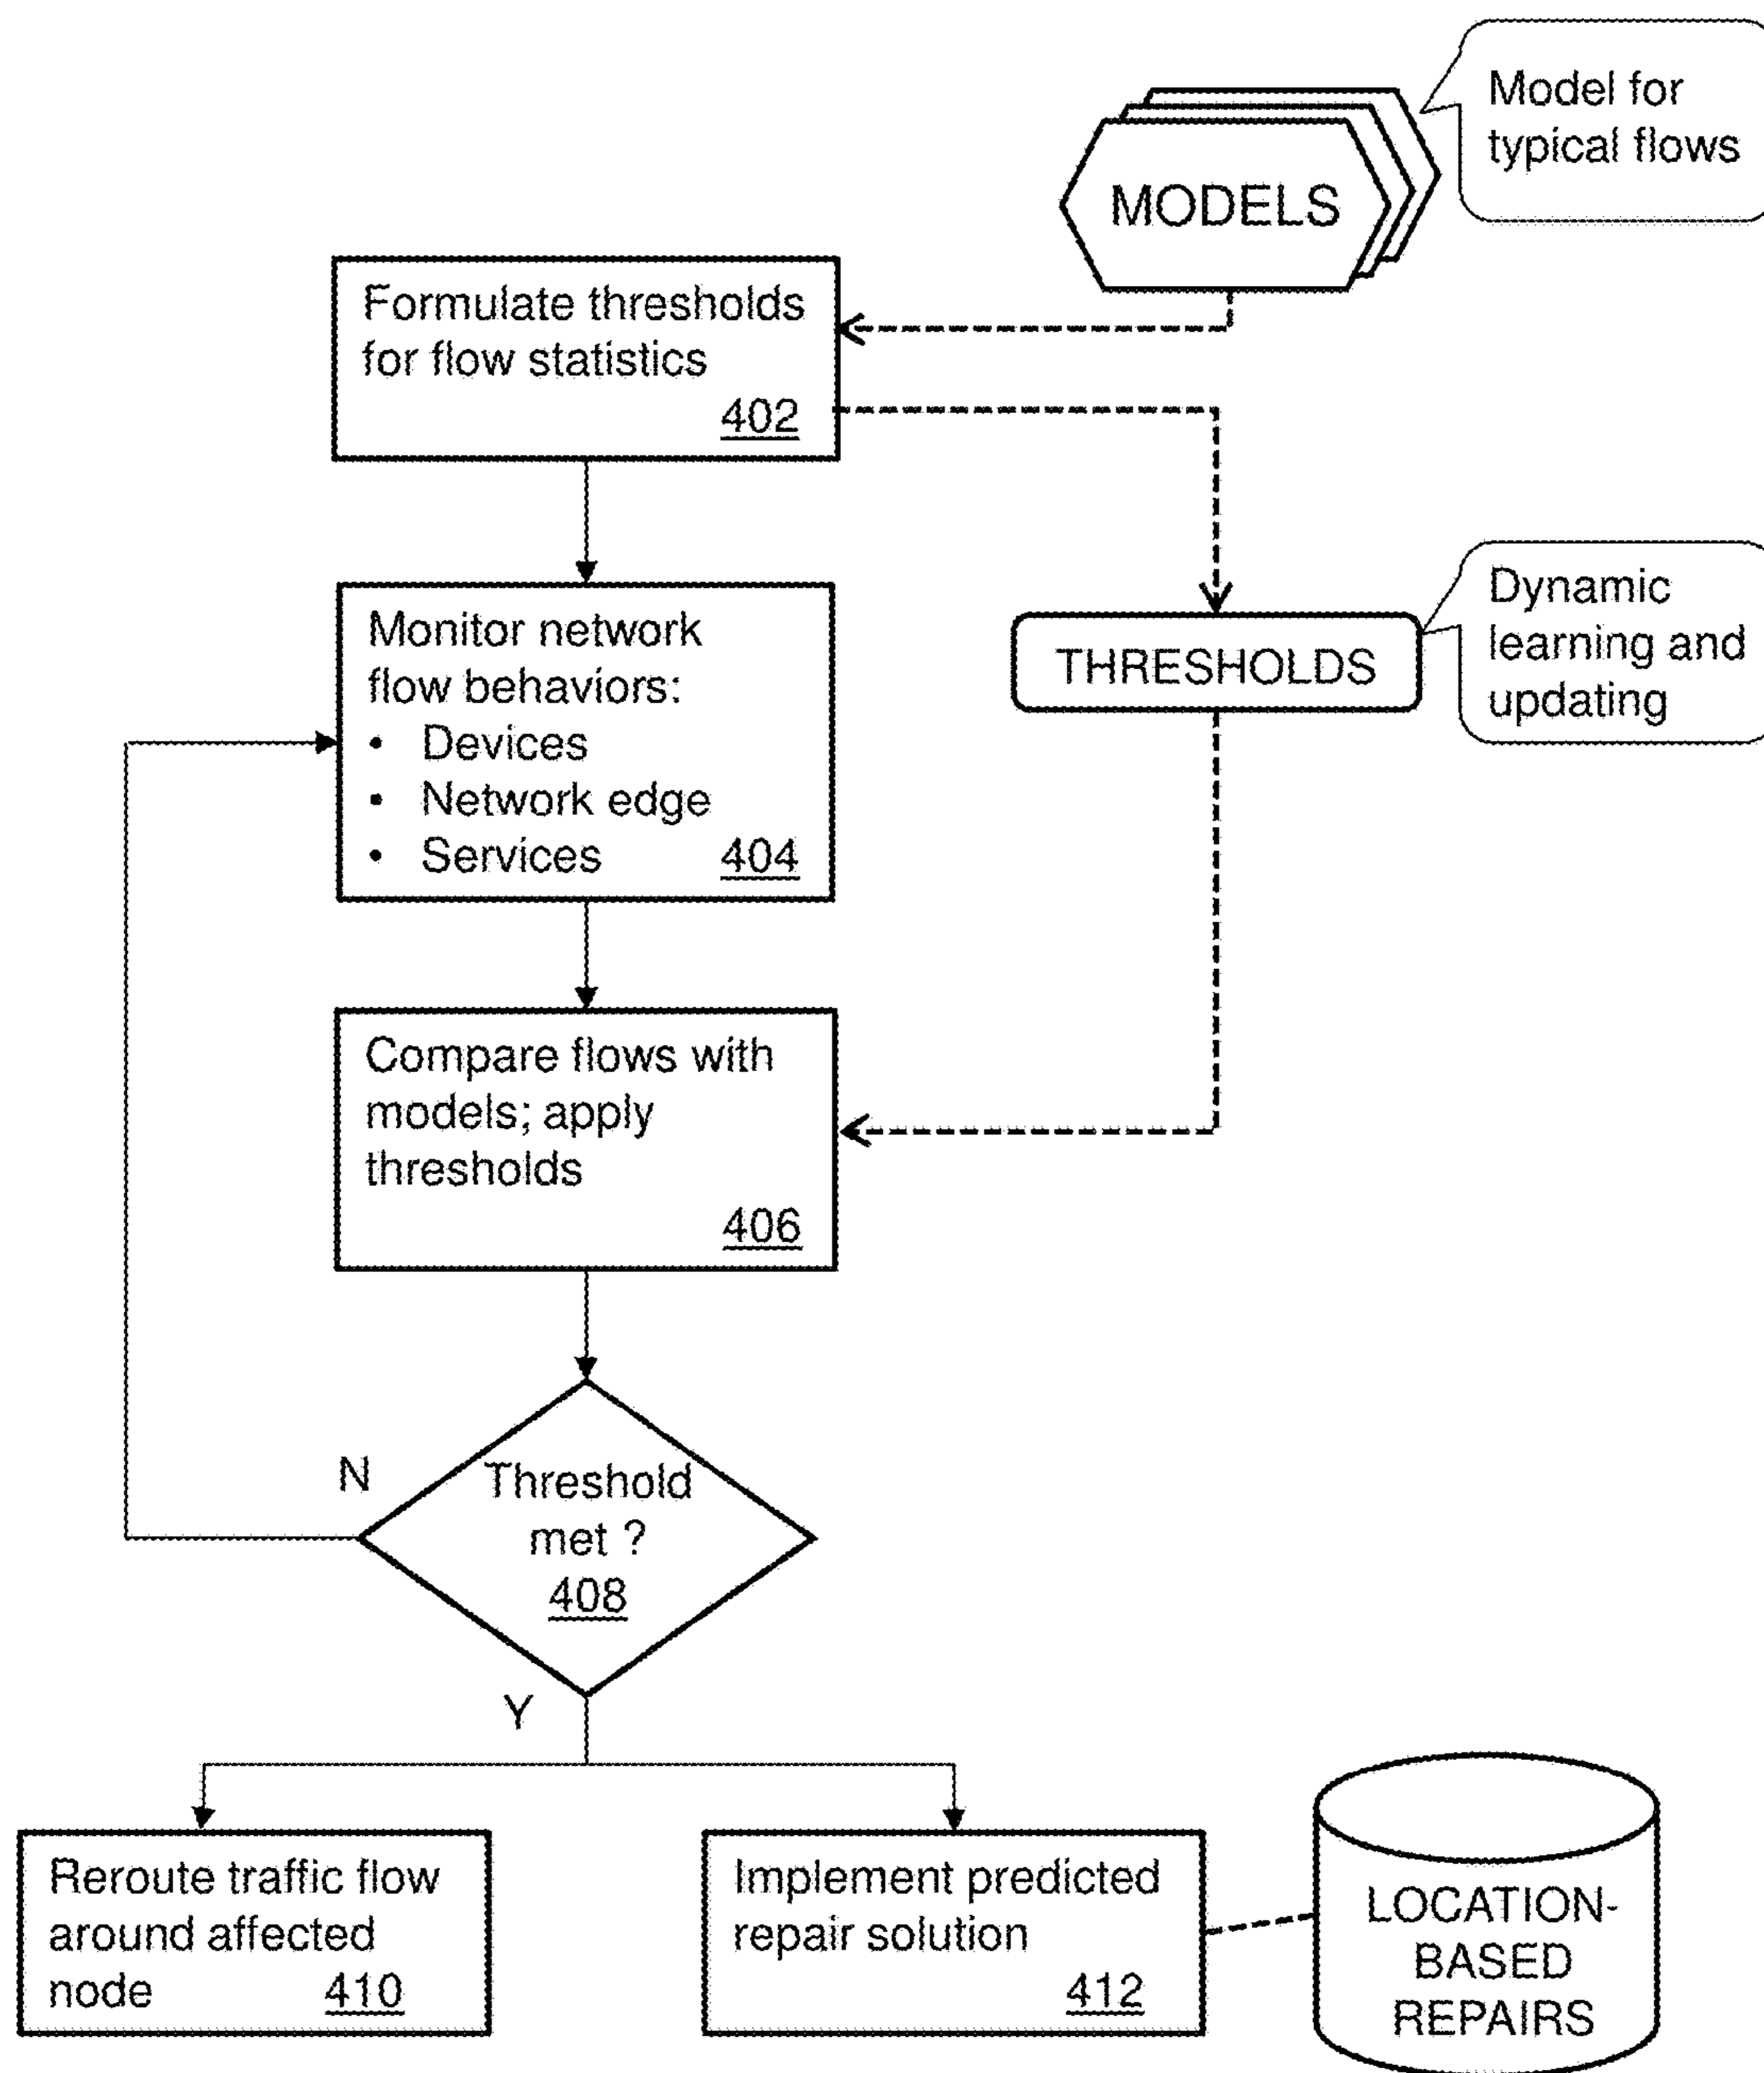 Model for
typical flows
MODELS
Formulate thresholds
for flow statistics
402
Monitor network
flow behaviors:
• Devices
• Network edge
• Services 404
THRESHOLDS
Dynamic
learning and
updating
Compare flows with
models; apply
thresholds
406
N
Threshold
met ?
408
Y
Reroute traffic flow
around affected
node 410
Implement predicted
repair solution
412
LOCATION-
BASED
REPAIRS